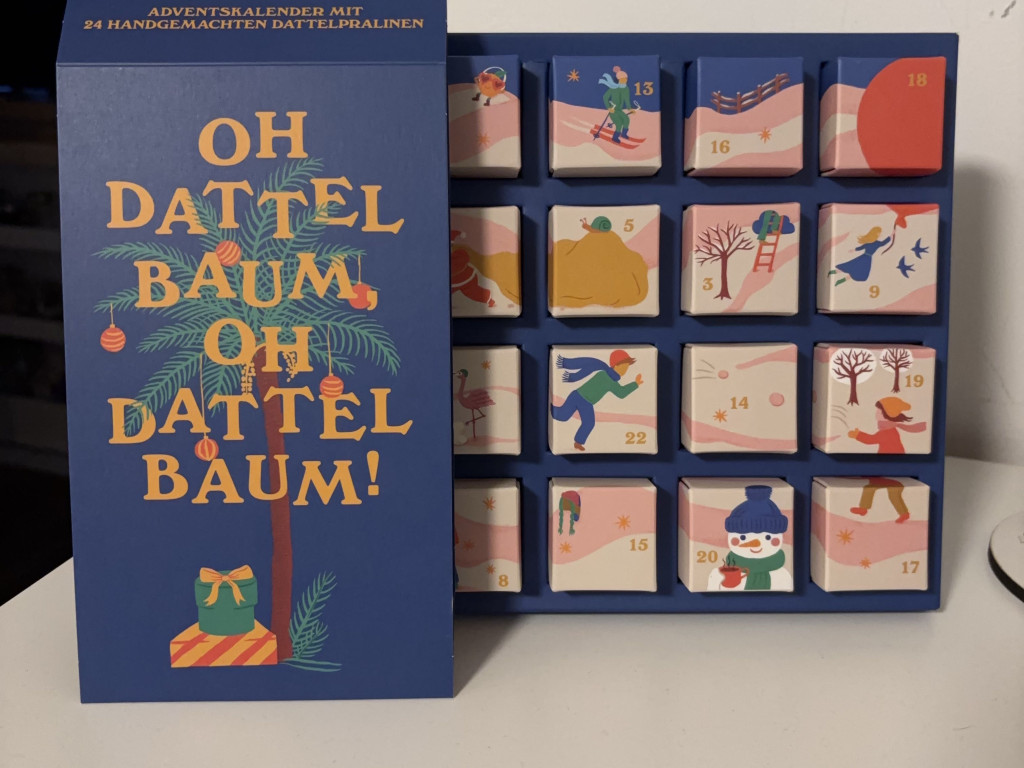 ADVENTSKALENDER MIT
24 HANDGEMACHTEN DATTELPRALINEN
OH
DATTEL
BAUM,
OH
DATTEL
BAUM!
13
16
18
5
3
9
22
14
19
8
15
20
17